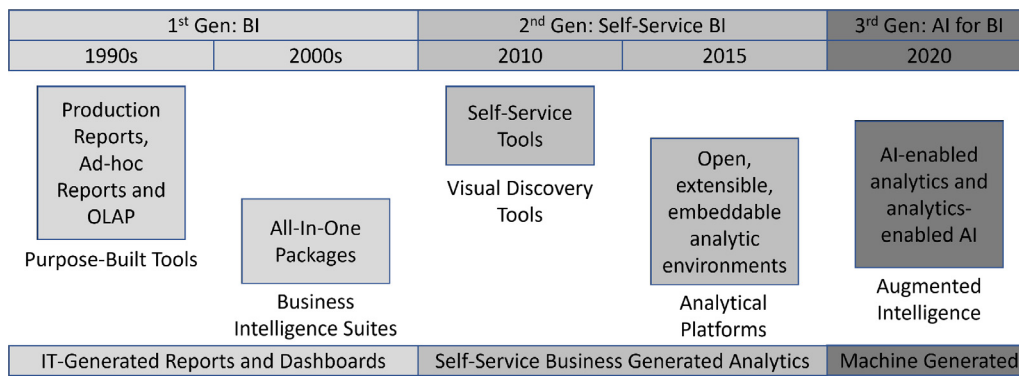 1st Gen: BI
2nd Gen: Self-Service BI
3rd Gen: AI for BI
1990s
2000s
2010
2015
2020
Production
Reports,
Ad-hoc
Reports and
OLAP
Purpose-Built Tools
All-In-One
Packages
Business
Intelligence Suites
Self-Service
Tools
Visual Discovery
Tools
Open,
extensible,
embeddable
analytic
environments
Analytical
Platforms
AI-enabled
analytics and
analytics-
enabled AI
Augmented
Intelligence
IT-Generated Reports and Dashboards
Self-Service Business Generated Analytics
Machine Generated